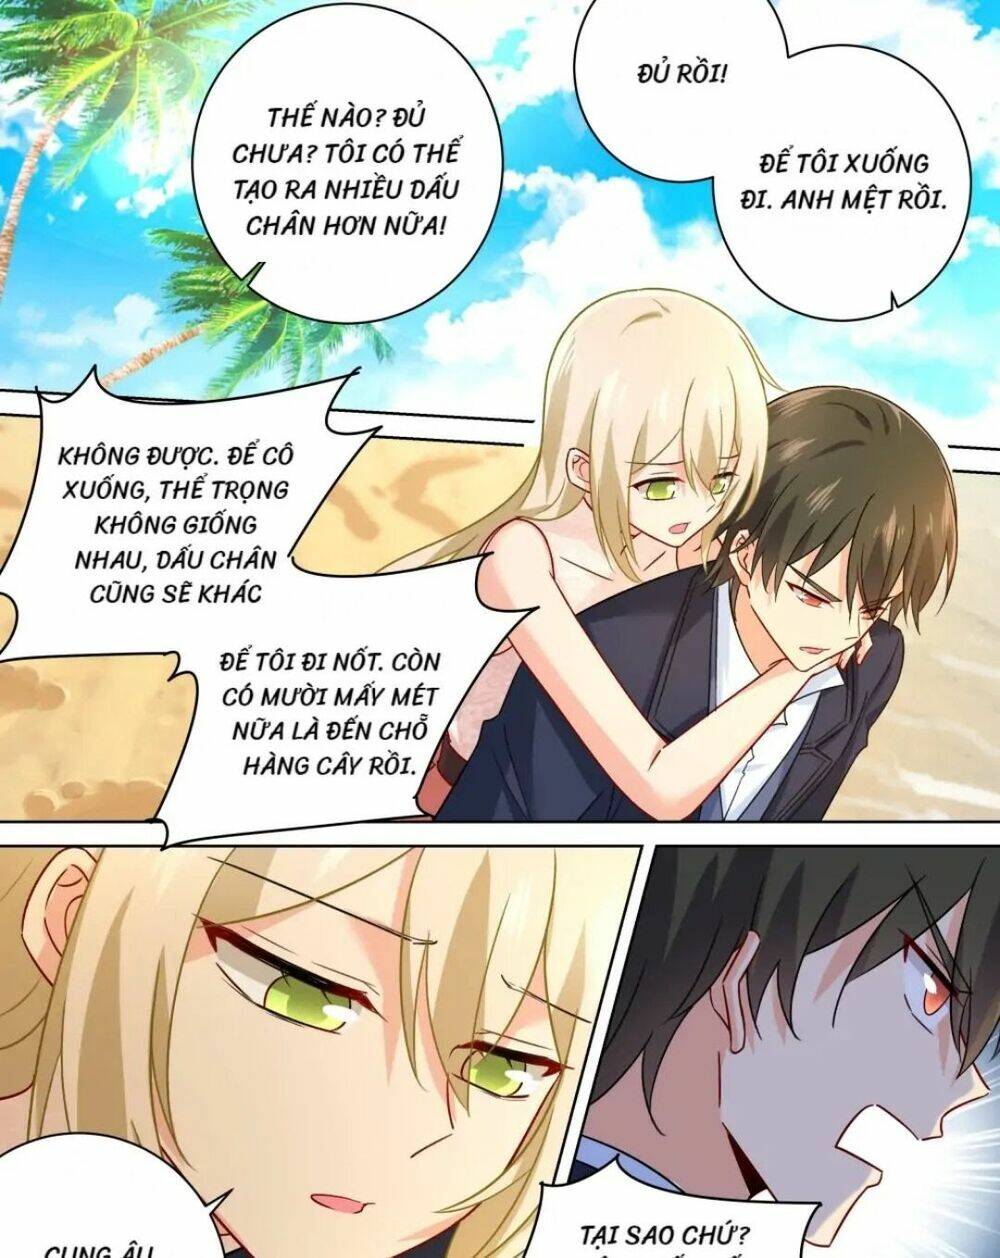 THẾ NÀO? ĐỦ
CHƯA? TÔI CÓ THỂ
TẠO RA NHIỀU DẤU
CHÂN HƠN NỮA!
ĐỦ RỒI!
ĐỂ TÔI XUỐNG
ĐI. ANH MỆT RỒI.
KHÔNG ĐƯỢC. ĐỂ CÔ
XUỐNG, THỂ TRỌNG
KHÔNG GIỐNG
NHAU, DẤU CHÂN
CŨNG SẼ KHÁC
ĐỂ TÔI ĐI NỐT. CÒN
CÓ MƯỜI MẤY MÉT
NỮA LÀ ĐẾN CHỖ
HÀNG CÂY RỒI.
CUNG ÂU
TẠI SAO CHỨ?